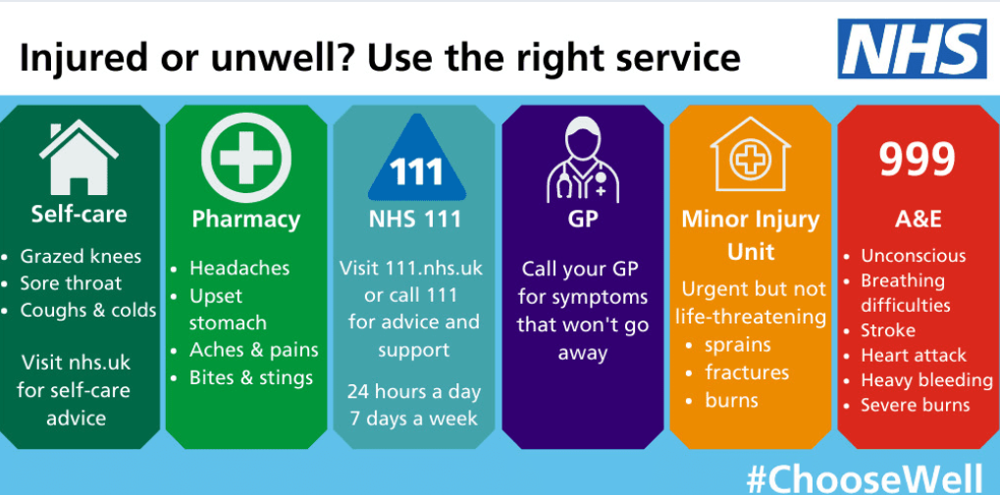 Injured or unwell? Use the right service
NHS
Self-care
• Grazed knees
• Sore throat
• Coughs & colds
Visit nhs.uk
for self-care
advice
Pharmacy
• Headaches
• Upset
stomach
• Aches & pains
• Bites & stings
111
NHS 111
Visit 111.nhs.uk
or call 111
for advice and
support
24 hours a day
7 days a week
GP
Call your GP
for symptoms
that won't go
away
Minor Injury
Unit
Urgent but not
life-threatening
• sprains
• fractures
• burns
999
A&E
• Unconscious
• Breathing
difficulties
• Stroke
• Heart attack
• Heavy bleeding
• Severe burns
#ChooseWell